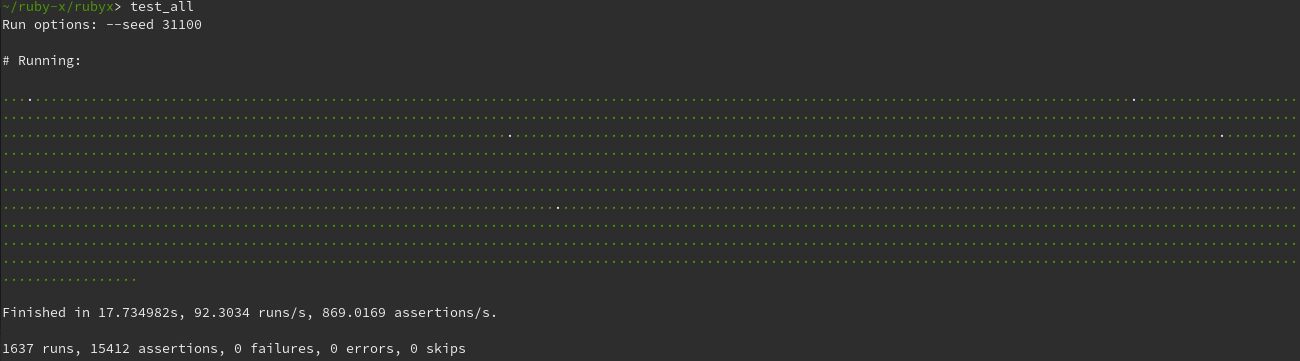 ~/ruby-x/rubyx> test_all
Run options: --seed 31100
# Running:
Finished in 17.734982s, 92.3034 runs/s, 869.0169 assertions/s.
1637 runs, 15412 assertions, 0 failures, 0 errors, 0 skips